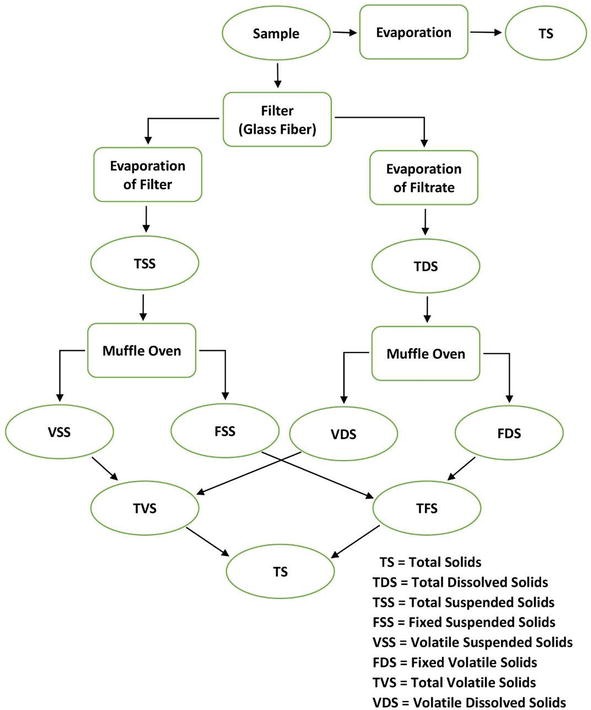 Sample
Evaporation
TS
Filter
(Glass Fiber)
Evaporation
of Filter
Evaporation
of Filtrate
TSS
TDS
Muffle Oven
Muffle Oven
VSS
FSS
VDS
FDS
TVS
TFS
TS
TS = Total Solids
TDS = Total Dissolved Solids
TSS = Total Suspended Solids
FSS = Fixed Suspended Solids
VSS = Volatile Suspended Solids
FDS = Fixed Volatile Solids
TVS = Total Volatile Solids
VDS = Volatile Dissolved Solids